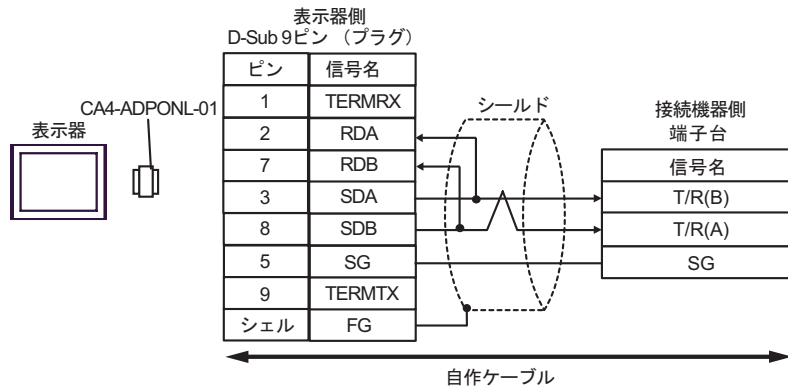 表示器側
D-Sub 9ピン （プラグ）
ピン 信号名
1 TERMRX
2 RDA
7 RDB
3 SDA
8 SDB
5 SG
9 TERMTX
シェル FG
CA4-ADPONL-01
表示器
シールド
接続機器側
端子台
信号名
T/R(B)
T/R(A)
SG
自作ケーブル